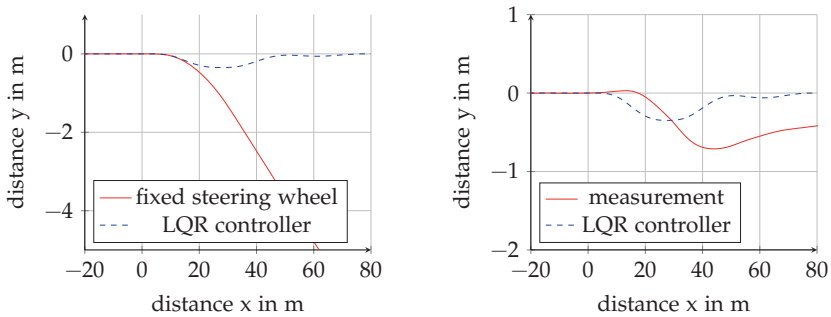 0
−2
−4
−20
0
20
40
60
80
distance x in m
distance y in m
fixed steering wheel
LQR controller
1
0
−1
−2
−20
0
20
40
60
80
distance x in m
distance y in m
measurement
LQR controller